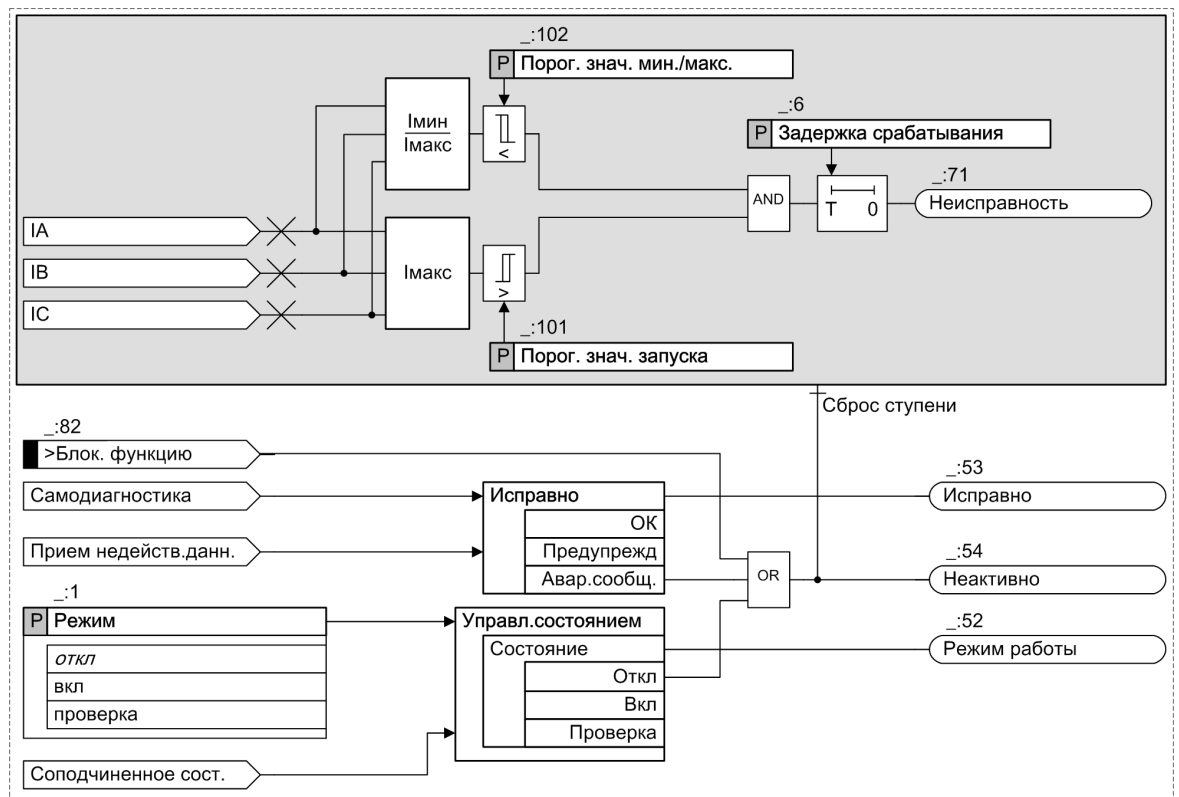 _:102
P Порог. знач. мин./макс.
_:6
P Задержка срабатывания
Iмин
Iмакс
<
_:71
AND
T 0
Неисправность
IA
IB
Iмакс
>
IC
_:101
P Порог. знач. запуска
Сброс ступени
_:82
>Блок. функцию
_:53
Самодиагностика
Исправно
Исправно
ОК
Прием недейств.данн.
Предупрежд
_:54
Авар.сообщ.
OR
Неактивно
_:1
P Режим
Управл.состоянием
_:52
откл
Состояние
Режим работы
вкл
Откл
проверка
Вкл
Проверка
Соподчиненное сост.